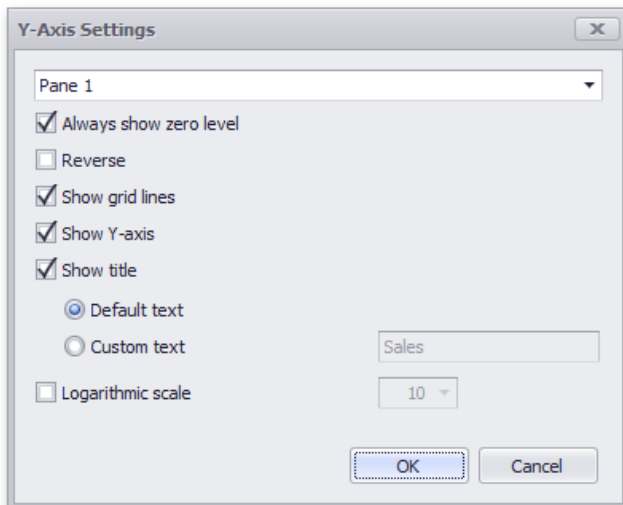 Y-Axis Settings
Pane 1
Always show zero level
Reverse
Show grid lines
Show Y-axis
Show title
Default text
Custom text Sales
Logarithmic scale 10
OK Cancel